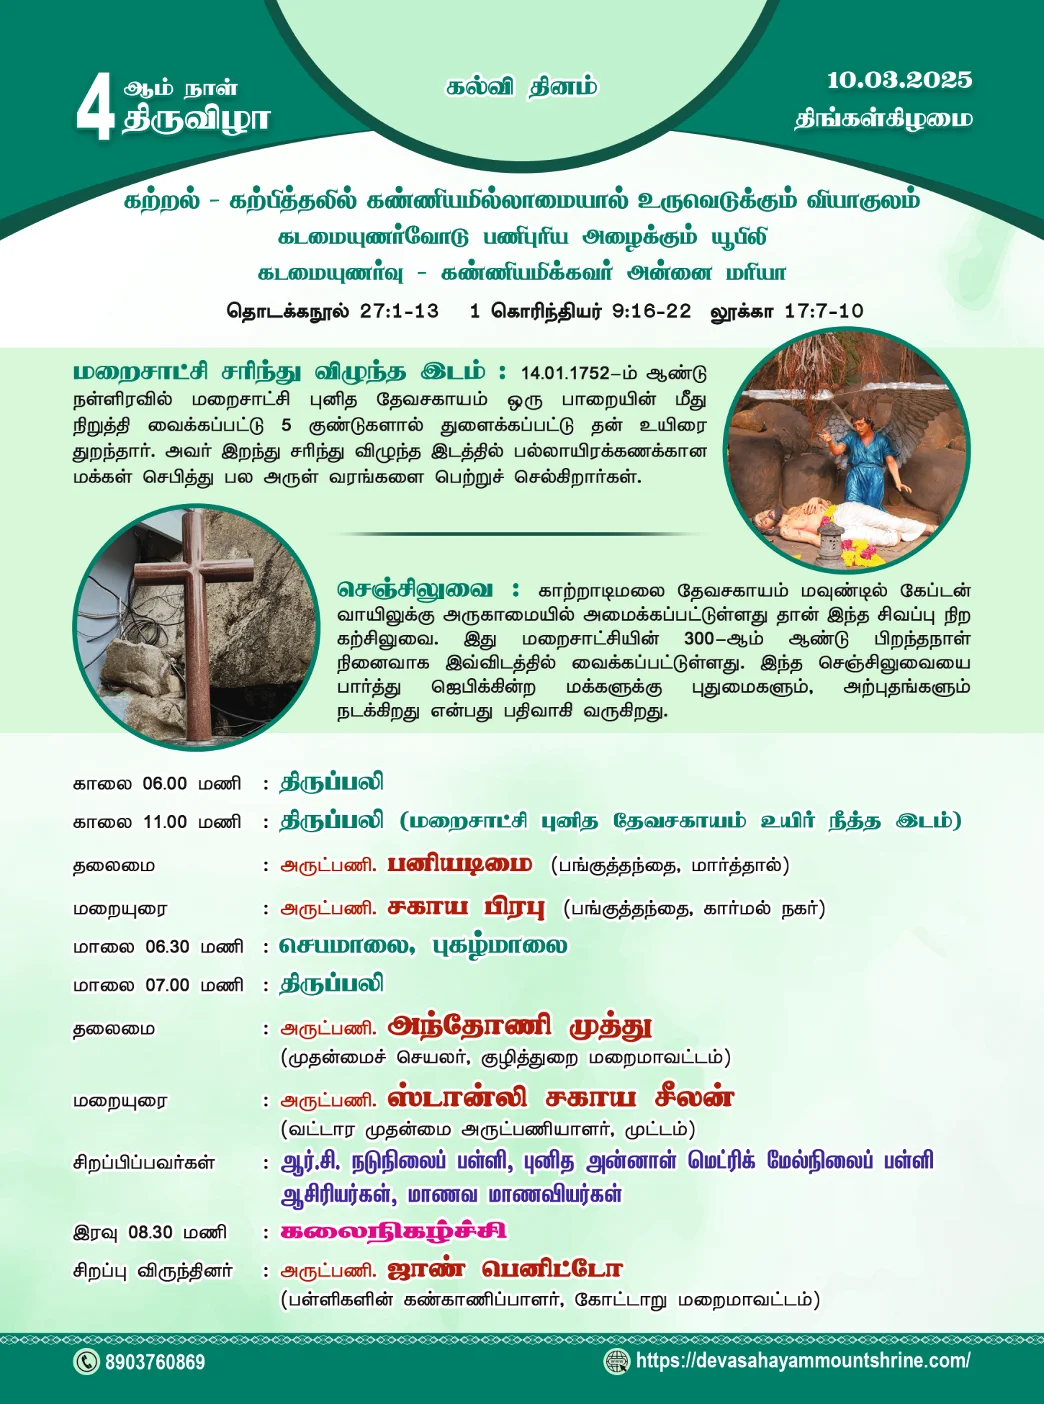 4 ஆம் நாள்
திருவிழா
கல்வி தினம்
10.03.2025
திங்கள்கிழமை
கற்றல் - கற்பித்தலில் கண்ணியமில்லாமையால் உருவெடுக்கும் வியாகுலம்
கடமையுணர்வோடு பணிபுரிய அழைக்கும் யூபிலி
கடமையுணர்வு - கண்ணியமிக்கவர் அன்னை மரியா
தொடக்கநூல் 27:1-13 1 கொரிந்தியர் 9:16-22 லூக்கா 17:7-10
மறைசாட்சி சரிந்து விழுந்த இடம் : 14.01.1752-ம் ஆண்டு
நள்ளிரவில் மறைசாட்சி புனித தேவசகாயம் ஒரு பாறையின் மீது
நிறுத்தி வைக்கப்பட்டு 5 குண்டுகளால் துளைக்கப்பட்டு தன் உயிரை
துறந்தார். அவர் இறந்து சரிந்து விழுந்த இடத்தில் பல்லாயிரக்கணக்கான
மக்கள் செபித்து பல அருள் வரங்களை பெற்றுச் செல்கிறார்கள்.
செஞ்சிலுவை : காற்றாடிமலை தேவசகாயம் மவுண்டில் கேப்டன்
வாயிலுக்கு அருகாமையில் அமைக்கப்பட்டுள்ளது தான் இந்த சிவப்பு நிற
கற்சிலுவை. இது மறைசாட்சியின் 300-ஆம் ஆண்டு பிறந்தநாள்
நினைவாக இவ்விடத்தில் வைக்கப்பட்டுள்ளது. இந்த செஞ்சிலுவையை
பார்த்து ஜெபிக்கின்ற மக்களுக்கு புதுமைகளும், அற்புதங்களும்
நடக்கிறது என்பது பதிவாகி வருகிறது.
காலை 06.00 மணி : திருப்பலி
காலை 11.00 மணி : திருப்பலி (மறைசாட்சி புனித தேவசகாயம் உயிர் நீத்த இடம்)
தலைமை : அருட்பணி. பனியடிமை (பங்குத்தந்தை, மார்த்தால்)
மறையுரை : அருட்பணி. சகாய பிரபு (பங்குத்தந்தை, கார்மல் நகர்)
மாலை 06.30 மணி : செபமாலை, புகழ்மாலை
மாலை 07.00 மணி : திருப்பலி
தலைமை : அருட்பணி. அந்தோணி முத்து
(முதன்மைச் செயலர், குழித்துறை மறைமாவட்டம்)
மறையுரை : அருட்பணி. ஸ்டான்லி சகாய சீலன்
(வட்டார முதன்மை அருட்பணியாளர், முட்டம்)
சிறப்பிப்பவர்கள் : ஆர்.சி. நடுநிலைப் பள்ளி, புனித அன்னாள் மெட்ரிக் மேல்நிலைப் பள்ளி
ஆசிரியர்கள், மாணவ மாணவியர்கள்
இரவு 08.30 மணி : கலைநிகழ்ச்சி
சிறப்பு விருந்தினர் : அருட்பணி. ஜாண் பெனிட்டோ
(பள்ளிகளின் கண்காணிப்பாளர், கோட்டாறு மறைமாவட்டம்)
8903760869
https://devasahayammountshrine.com/